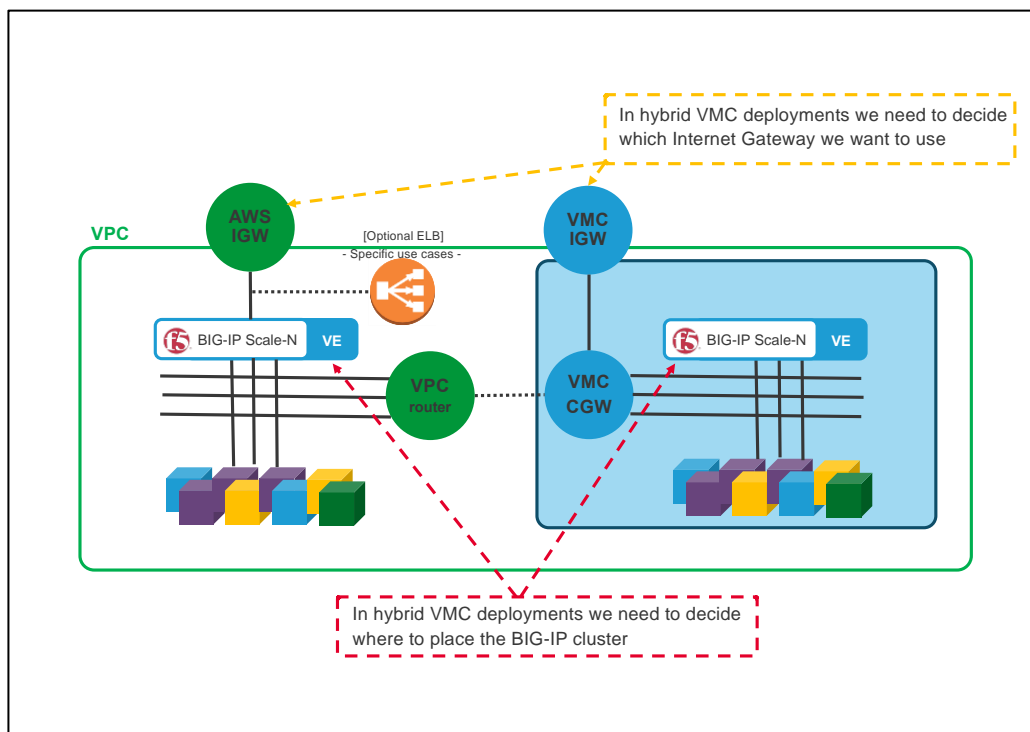 In hybrid VMC deployments we need to decide
which Internet Gateway we want to use
AWS
IGW
VMC
IGW
VPC
[Optional ELB]
- Specific use cases -
f5
BIG-IP Scale-N
VE
f5
BIG-IP Scale-N
VE
VPC
router
VMC
CGW
In hybrid VMC deployments we need to decide
where to place the BIG-IP cluster